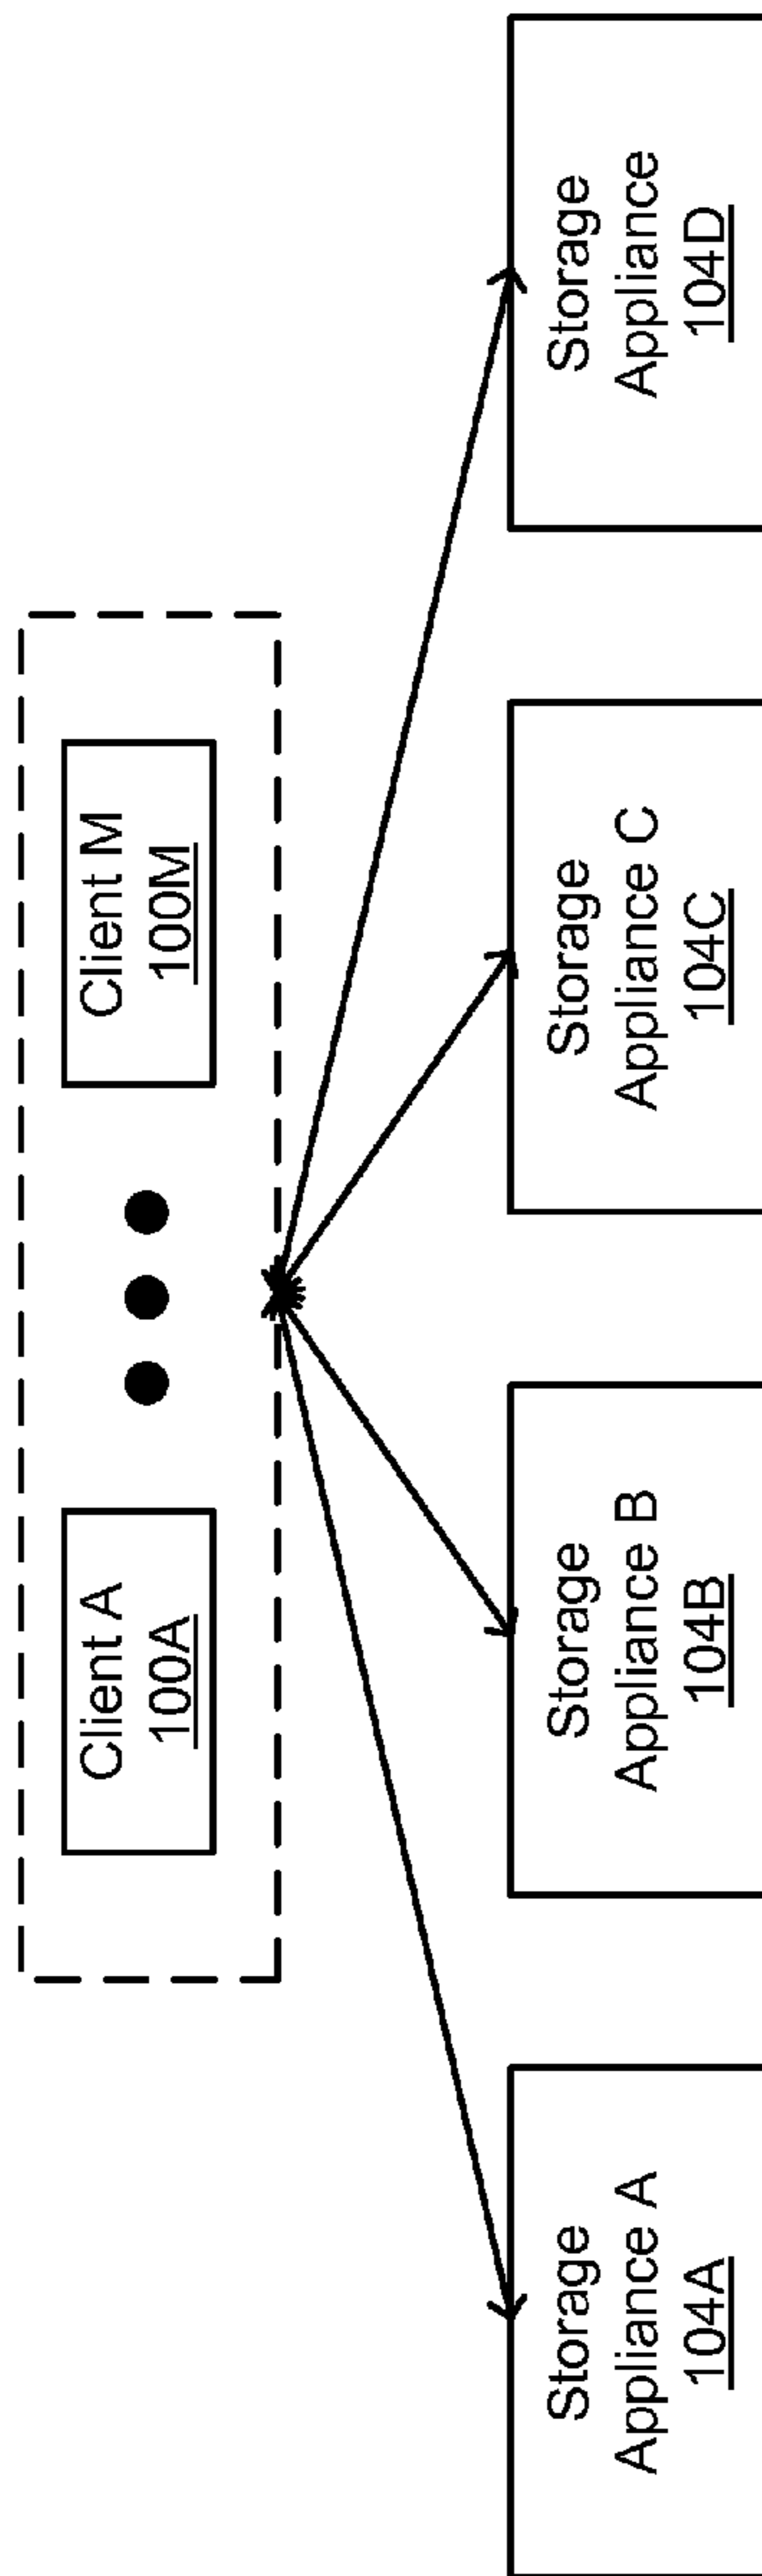 Client A
100A
Client M
100M
Storage
Appliance A
104A
Storage
Appliance B
104B
Storage
Appliance C
104C
Storage
Appliance
104D